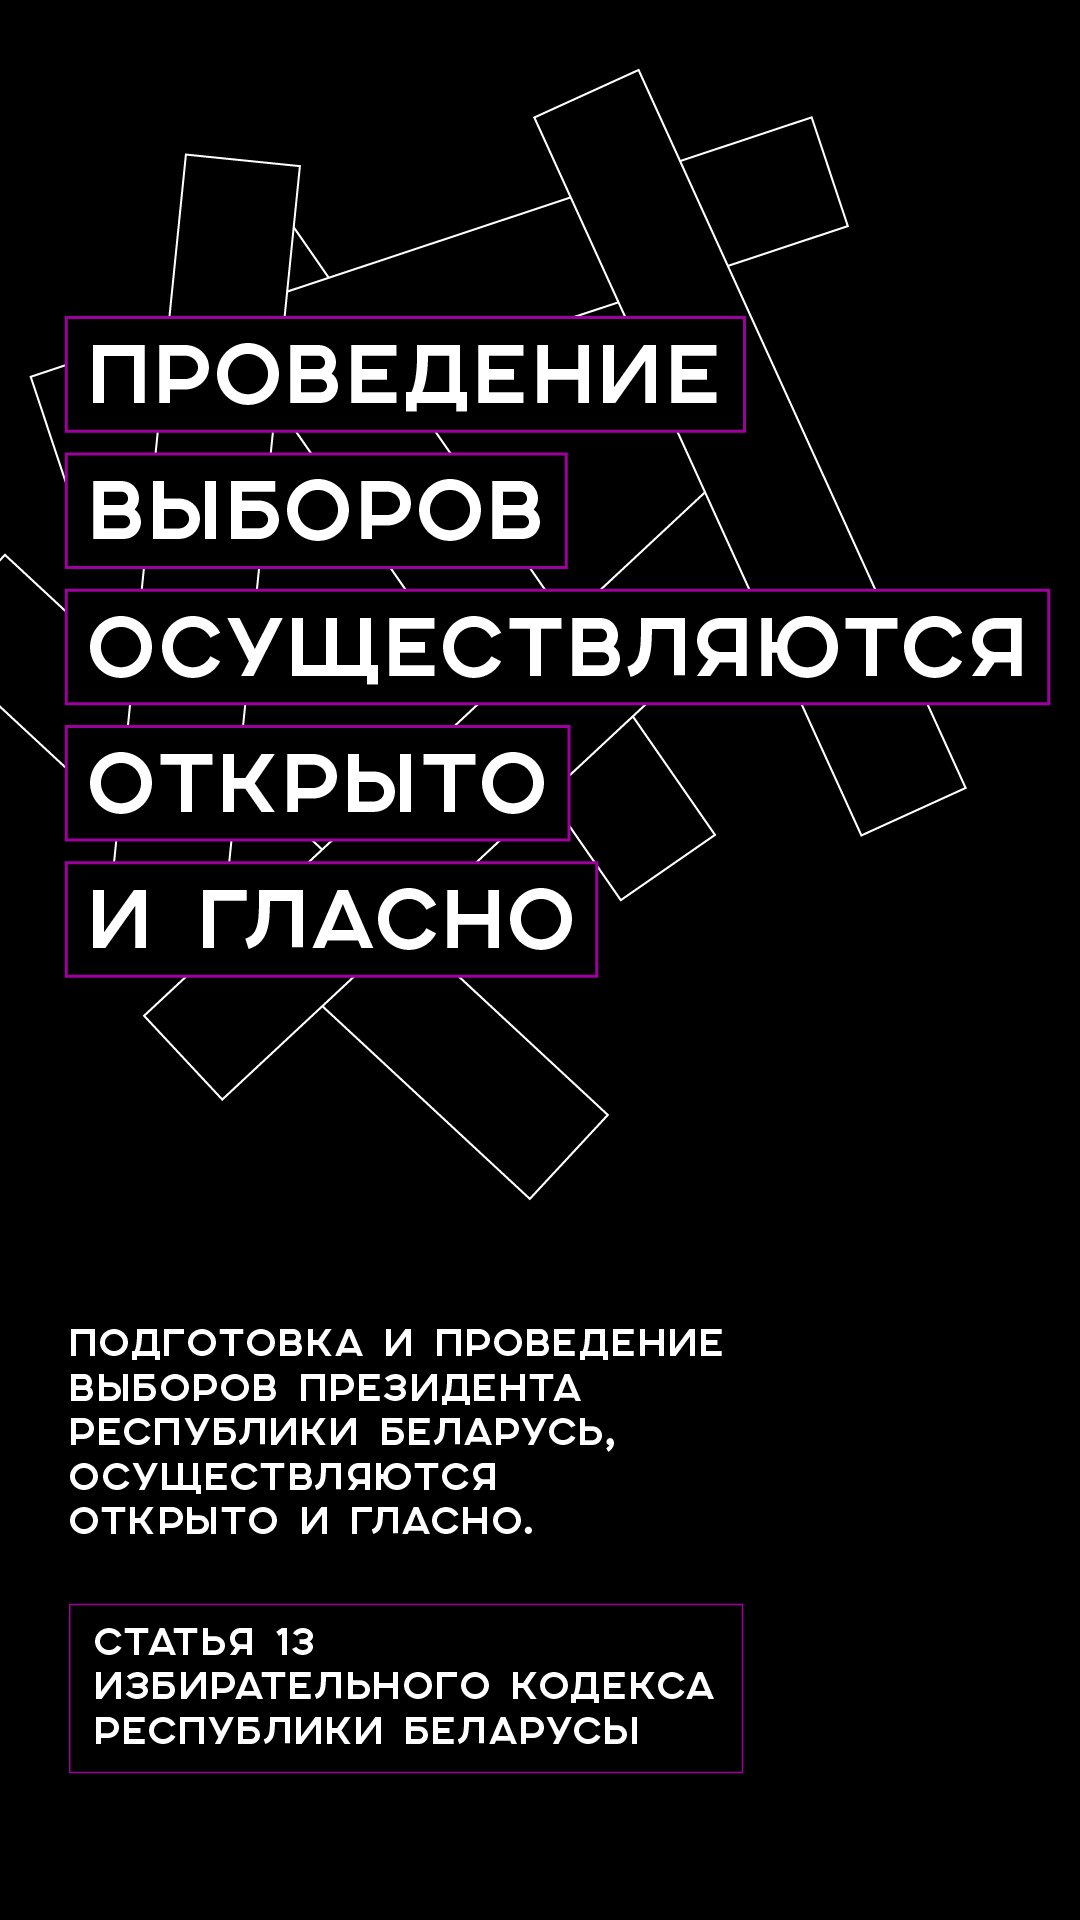 ПРОВЕДЕНИЕ
ВЫБОРОВ
ОСУЩЕСТВЛЯЮТСЯ
ОТКРЫТО
И ГЛАСНО
ПОДГОТОВКА И ПРОВЕДЕНИЕ
ВЫБОРОВ ПРЕЗИДЕНТА
РЕСПУБЛИКИ БЕЛАРУСЬ,
ОСУЩЕСТВЛЯЮТСЯ
ОТКРЫТО И ГЛАСНО.
СТАТЬЯ 13
ИЗБИРАТЕЛЬНОГО КОДЕКСА
РЕСПУБЛИКИ БЕЛАРУСЫ